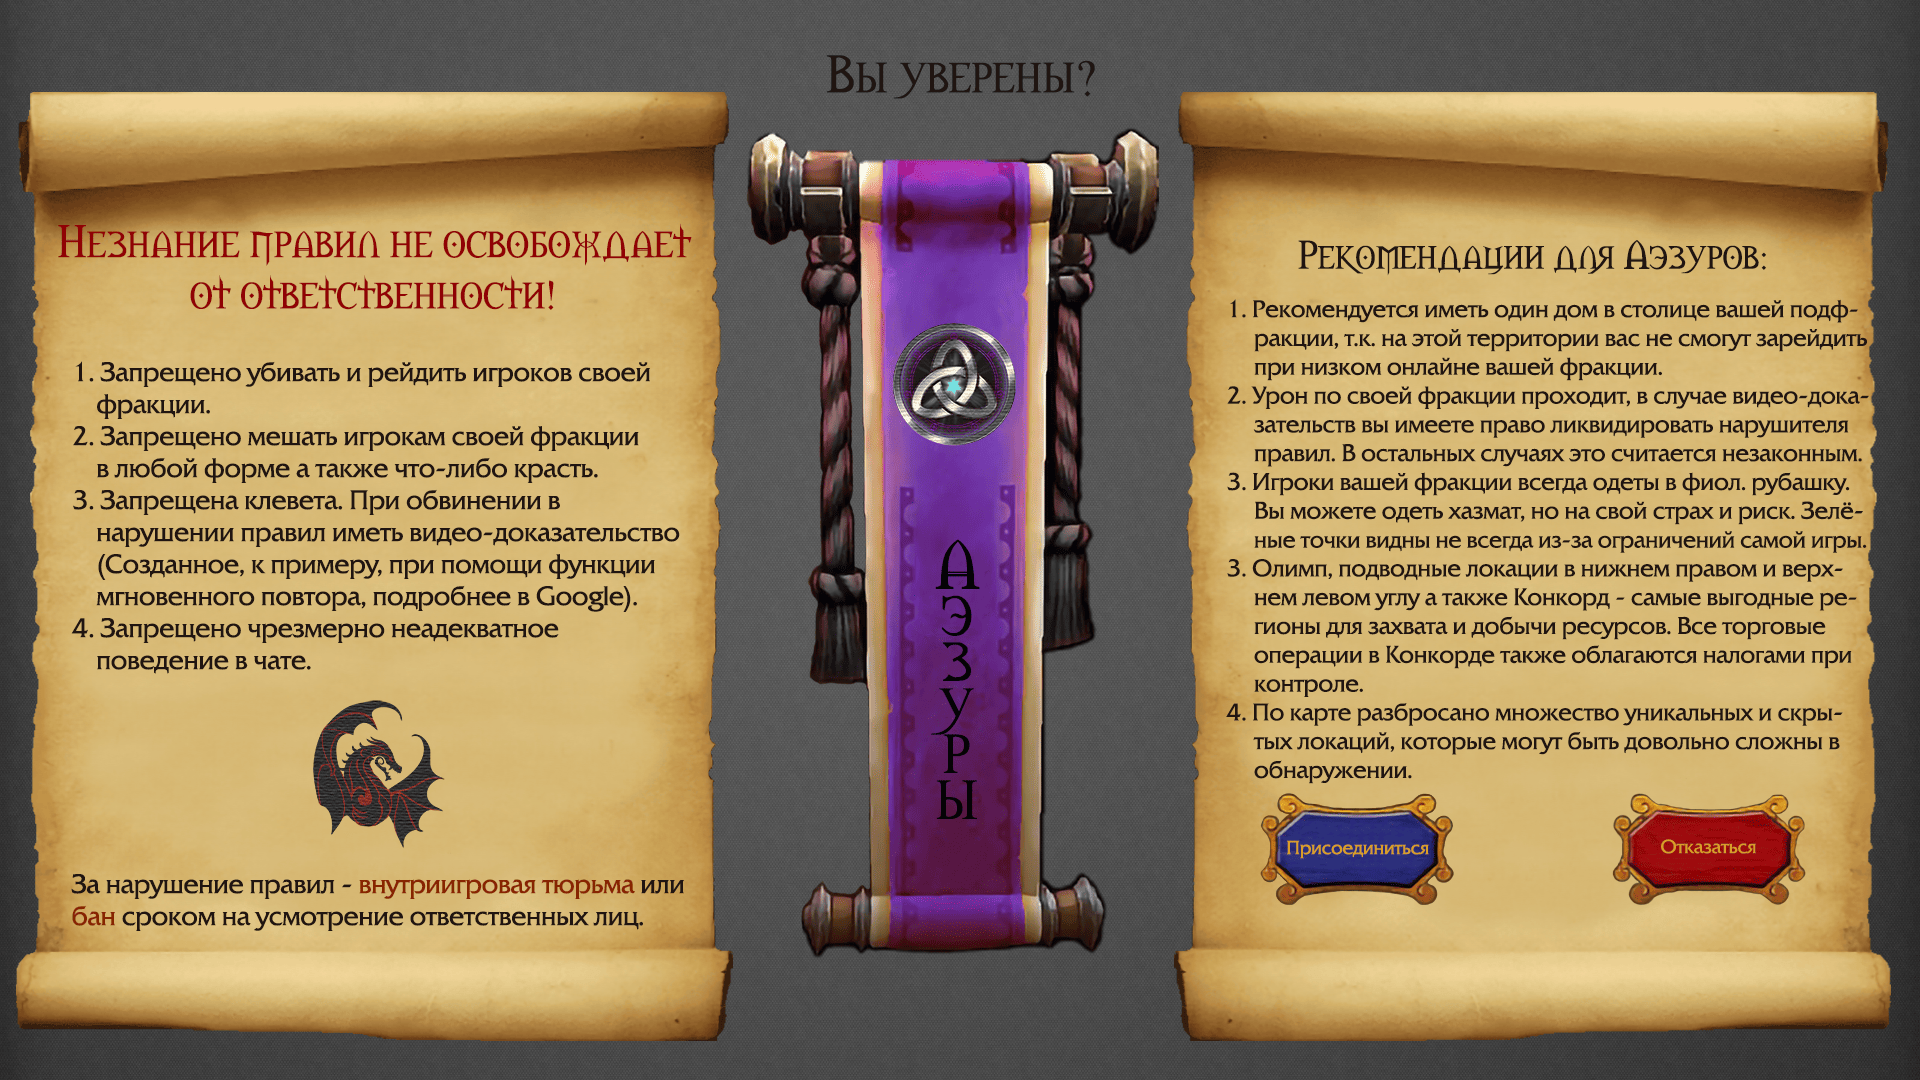 Вы уверены?
Незнание правил не освобождает
от ответственности!
1. Запрещено убивать и рейдить игроков своей
фракции.
2. Запрещено мешать игрокам своей фракции
в любой форме а также что-либо красть.
3. Запрещена клевета. При обвинении в
нарушении правил иметь видео-доказательство
(Созданное, к примеру, при помощи функции
мгновенного повтора, подробнее в Google).
4. Запрещено чрезмерно неадекватное
поведение в чате.
За нарушение правил - внутриигровая тюрьма или
бан сроком на усмотрение ответственных лиц.
Аэзуры
Рекомендации для Аэзуров:
1. Рекомендуется иметь один дом в столице вашей подф-
ракции, т.к. на этой территории вас не смогут зарейдить
при низком онлайне вашей фракции.
2. Урон по своей фракции проходит, в случае видео-дока-
зательств вы имеете право ликвидировать нарушителя
правил. В остальных случаях это считается незаконным.
3. Игроки вашей фракции всегда одеты в фиол. рубашку.
Вы можете одеть хазмат, но на свой страх и риск. Зелё-
ные точки видны не всегда из-за ограничений самой игры.
3. Олимп, подводные локации в нижнем правом и верх-
нем левом углу а также Конкорд - самые выгодные ре-
гионы для захвата и добычи ресурсов. Все торговые
операции в Конкорде также облагаются налогами при
контроле.
4. По карте разбросано множество уникальных и скры-
тых локаций, которые могут быть довольно сложны в
обнаружении.
Присоединиться
Отказаться